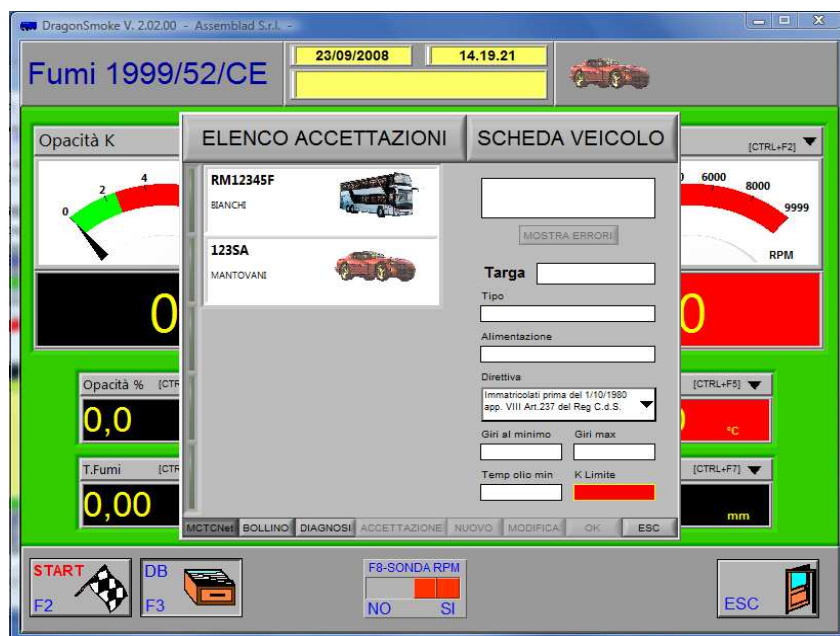 DragonSmoke V. 2.02.00 - Assemblad S.r.l. -
Fumi 1999/52/CE
23/09/2008
14.19.21
Opacità K
[CTRL+F2]
0
2
4
6000
8000
9999
RPM
0
0
ELENCO ACCETTAZIONI
SCHEDA VEICOLO
RM12345F
BIANCHI
123SA
MANTOVANI
MOSTRA ERRORI
Targa
Tipo
Alimentazione
Direttiva
Immatricolati prima del 1/10/1980
app. VIII Art.237 del Reg C.d.S.
Giri al minimo
Giri max
Temp olio min
K Limite
Opacità %
[CTR
0,0
[CTRL+F5]
°C
T.Fumi
[CTR
0,00
[CTRL+F7]
mm
MCTCNet
BOLLINO
DIAGNOSI
ACCETTAZIONE
NUOVO
MODIFICA
OK
ESC
START
F2
DB
F3
F8-SONDA RPM
NO
SI
ESC